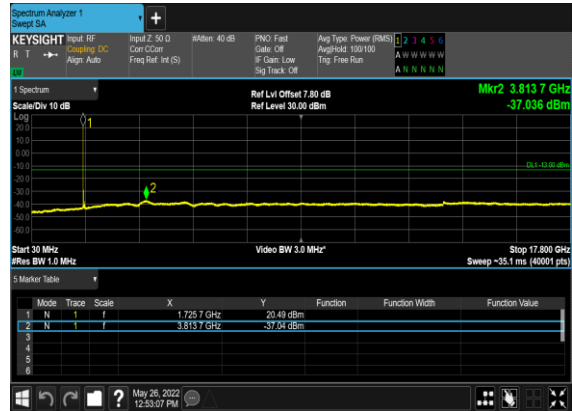 Spectrum Analyzer 1
Swept SA
+
KEYSIGHT Input: RF Input Z: 50 Ω #Atten: 40 dB PNO: Fast Avg Type: Power (RMS) 1 2 3 4 5 6
R T Coupling: DC Corr CCorr Gate: Off Avg|Hold: 100/100 A W W W W W
Align: Auto Freq Ref: Int (S) IF Gain: Low Trig: Free Run
Sig Track: Off A N N N N N
1 Spectrum Ref Lvl Offset 7.80 dB Mkr2 3.813 7 GHz
Scale/Div 10 dB Ref Level 30.00 dBm -37.036 dBm
Log
20.0
10.0
0.00
-10.0
-20.0
-30.0
-40.0
-50.0
-60.0
1
DL1 -13.00 dBm
2
Start 30 MHz Video BW 3.0 MHz* Stop 17.800 GHz
#Res BW 1.0 MHz Sweep ~35.1 ms (40001 pts)
5 Marker Table
Mode Trace Scale X Y Function Function Width Function Value
1 N 1 f 1.725 7 GHz 20.49 dBm
2 N 1 f 3.813 7 GHz -37.04 dBm
3
4
5
6
? May 26, 2022
12:53:07 PM